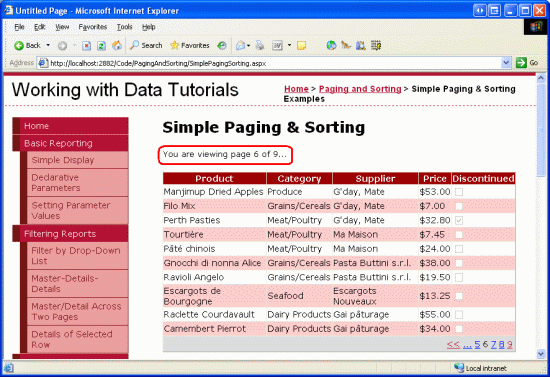 Untitled Page - Microsoft Internet Explorer
File Edit View Favorites Tools Help
Back Search Favorites
Address http://localhost:2882/Code/PagingAndSorting/SimplePagingSorting.aspx Go
Working with Data Tutorials
Home > Paging and Sorting > Simple Paging & Sorting
Examples
Home
Basic Reporting
Simple Display
Declarative
Parameters
Setting Parameter
Values
Filtering Reports
Filter by Drop-Down
List
Master-Details-
Details
Master/Detail Across
Two Pages
Details of Selected
Row
Simple Paging & Sorting
You are viewing page 6 of 9...
Product Category Supplier Price Discontinued
Manjimup Dried Apples Produce G'day, Mate $53.00
Filo Mix Grains/Cereals G'day, Mate $7.00
Perth Pasties Meat/Poultry G'day, Mate $32.80
Tourtière Meat/Poultry Ma Maison $7.45
Pâté chinois Meat/Poultry Ma Maison $24.00
Gnocchi di nonna Alice Grains/Cereals Pasta Buttini s.r.l. $38.00
Ravioli Angelo Grains/Cereals Pasta Buttini s.r.l. $19.50
Escargots de Seafood Escargots $13.25
Bourgogne Nouveaux
Raclette Courdavault Dairy Products Gai pâturage $55.00
Camembert Pierrot Dairy Products Gai pâturage $34.00
<< ... 5 6 7 8 9
Local intranet